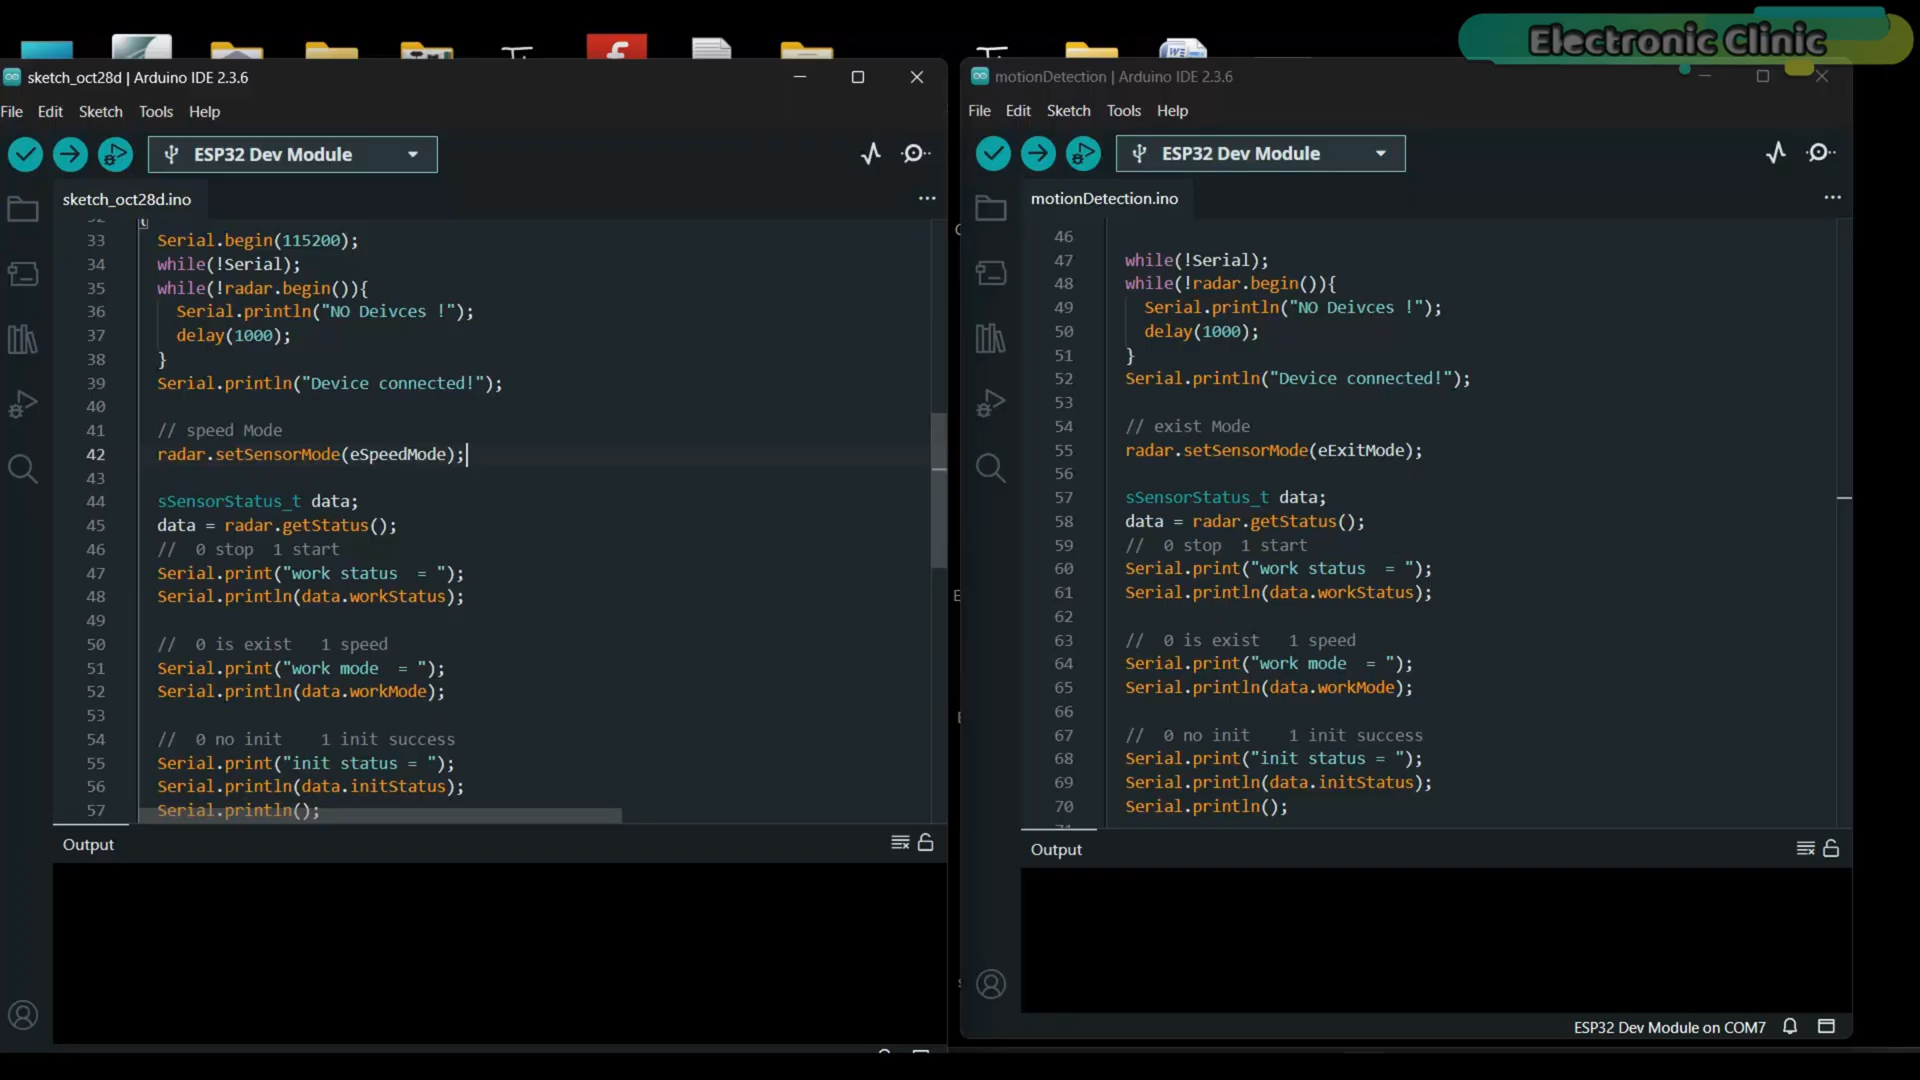 Electronic Clinic
sketch_oct28d | Arduino IDE 2.3.6
File Edit Sketch Tools Help
ESP32 Dev Module
sketch_oct28d.ino
33 Serial.begin(115200);
34 while(!Serial);
35 while(!radar.begin()){
36 Serial.println("NO Deivces !");
37 delay(1000);
38 }
39 Serial.println("Device connected!");
40
41 // speed Mode
42 radar.setSensorMode(eSpeedMode);
43
44 sSensorStatus_t data;
45 data = radar.getStatus();
46 // 0 stop 1 start
47 Serial.print("work status = ");
48 Serial.println(data.workStatus);
49
50 // 0 is exist 1 speed
51 Serial.print("work mode = ");
52 Serial.println(data.workMode);
53
54 // 0 no init 1 init success
55 Serial.print("init status = ");
56 Serial.println(data.initStatus);
57 Serial.println();
Output
motionDetection | Arduino IDE 2.3.6
File Edit Sketch Tools Help
ESP32 Dev Module
motionDetection.ino
46
47 while(!Serial);
48 while(!radar.begin()){
49 Serial.println("NO Deivces !");
50 delay(1000);
51 }
52 Serial.println("Device connected!");
53
54 // exist Mode
55 radar.setSensorMode(eExitMode);
56
57 sSensorStatus_t data;
58 data = radar.getStatus();
59 // 0 stop 1 start
60 Serial.print("work status = ");
61 Serial.println(data.workStatus);
62
63 // 0 is exist 1 speed
64 Serial.print("work mode = ");
65 Serial.println(data.workMode);
66
67 // 0 no init 1 init success
68 Serial.print("init status = ");
69 Serial.println(data.initStatus);
70 Serial.println();
Output
ESP32 Dev Module on COM7